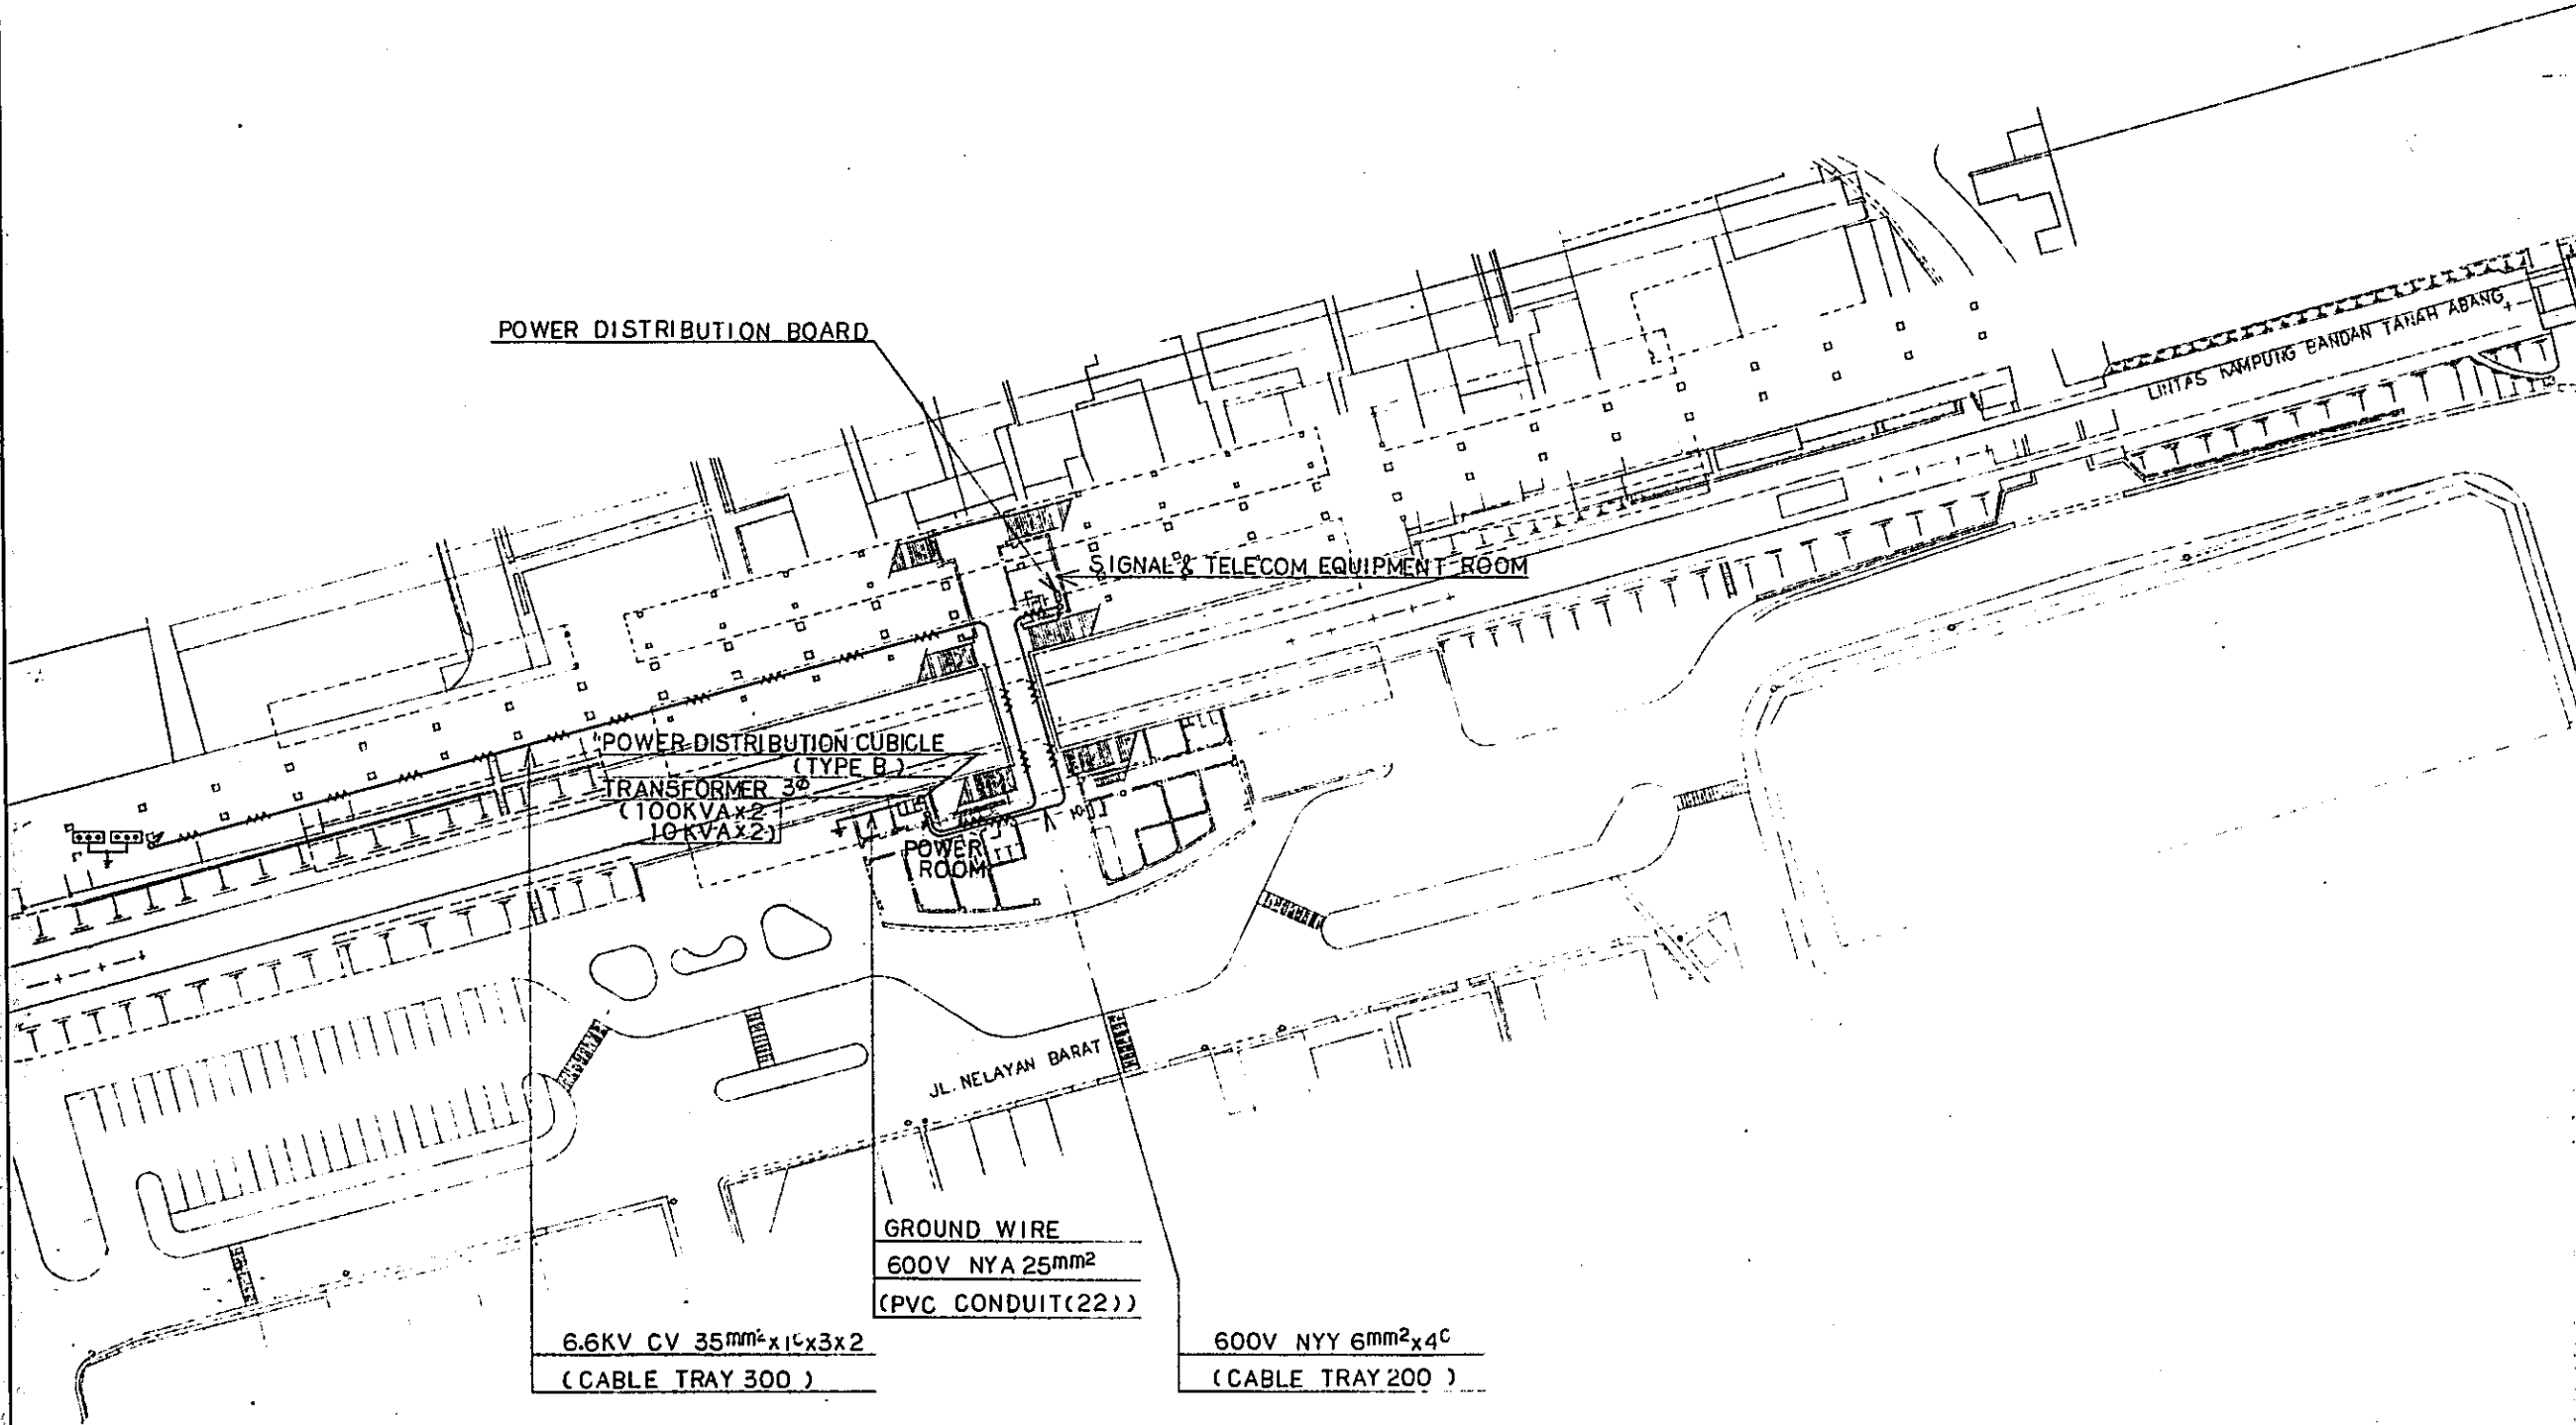 POWER DISTRIBUTION BOARD
LINTAS KAMPUNG BANDAN TANAH ABANG
SIGNAL & TELECOM EQUIPMENT ROOM
POWER DISTRIBUTION CUBICLE
(TYPE B)
TRANSFORMER 3Ø
(100KVAX2
10KVAX2)
POWER
ROOM
JL. NELAYAN BARAT
GROUND WIRE
600V NYA 25mm²
(PVC CONDUIT(22))
6.6KV CV 35mm²x1ᶜx3x2
(CABLE TRAY 300)
600V NYY 6mm²x4ᶜ
(CABLE TRAY 200)